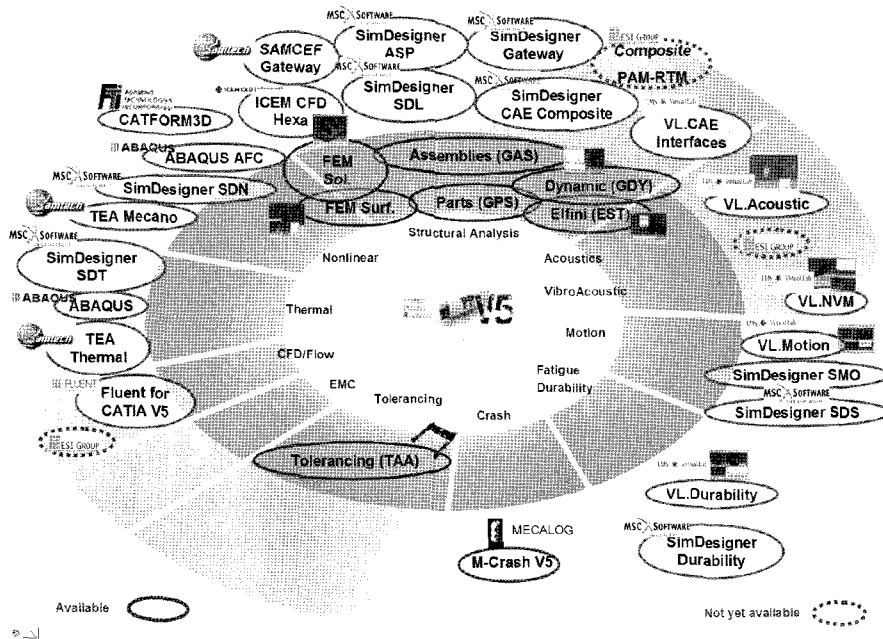 MSC SOFTWARE
SimDesigner
ASP
MSC SOFTWARE
SimDesigner
Gateway
ESI GROUP
Composite
PAM-RTM
Samtech
SAMCEF
Gateway
MSC SOFTWARE
SimDesigner
SDL
MSC SOFTWARE
SimDesigner
CAE Composite
ICEM CFD
Hexa
CATFORM3D
VL.CAE
Interfaces
ABAQUS
ABAQUS AFC
FEM
Sol.
Assemblies (GAS)
MSC SOFTWARE
SimDesigner SDN
Dynamic (GDY)
Samtech
TEA Mecano
FEM Surf.
Parts (GPS)
Elfini (EST)
VL.Acoustic
MSC SOFTWARE
SimDesigner
SDT
Structural Analysis
Nonlinear
Acoustics
ESI GROUP
ABAQUS
ABAQUS
Thermal
V5
VibroAcoustic
VL.NVM
Samtech
TEA
Thermal
Motion
VL.Motion
CFD/Flow
SimDesigner SMO
FLUENT
Fluent for
CATIA V5
EMC
Tolerancing
Crash
Fatigue
Durability
MSC SOFTWARE
SimDesigner SDS
ESI GROUP
Tolerancing (TAA)
VL.Durability
MECALOG
M-Crash V5
MSC SOFTWARE
SimDesigner
Durability
Available
Not yet available